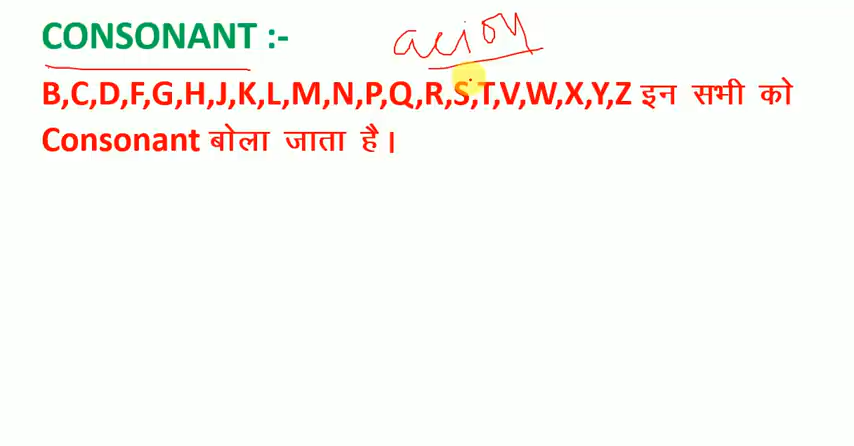 CONSONANT :-
aeiou
B,C,D,F,G,H,J,K,L,M,N,P,Q,R,S,T,V,W,X,Y,Z इन सभी को
Consonant बोला जाता है।